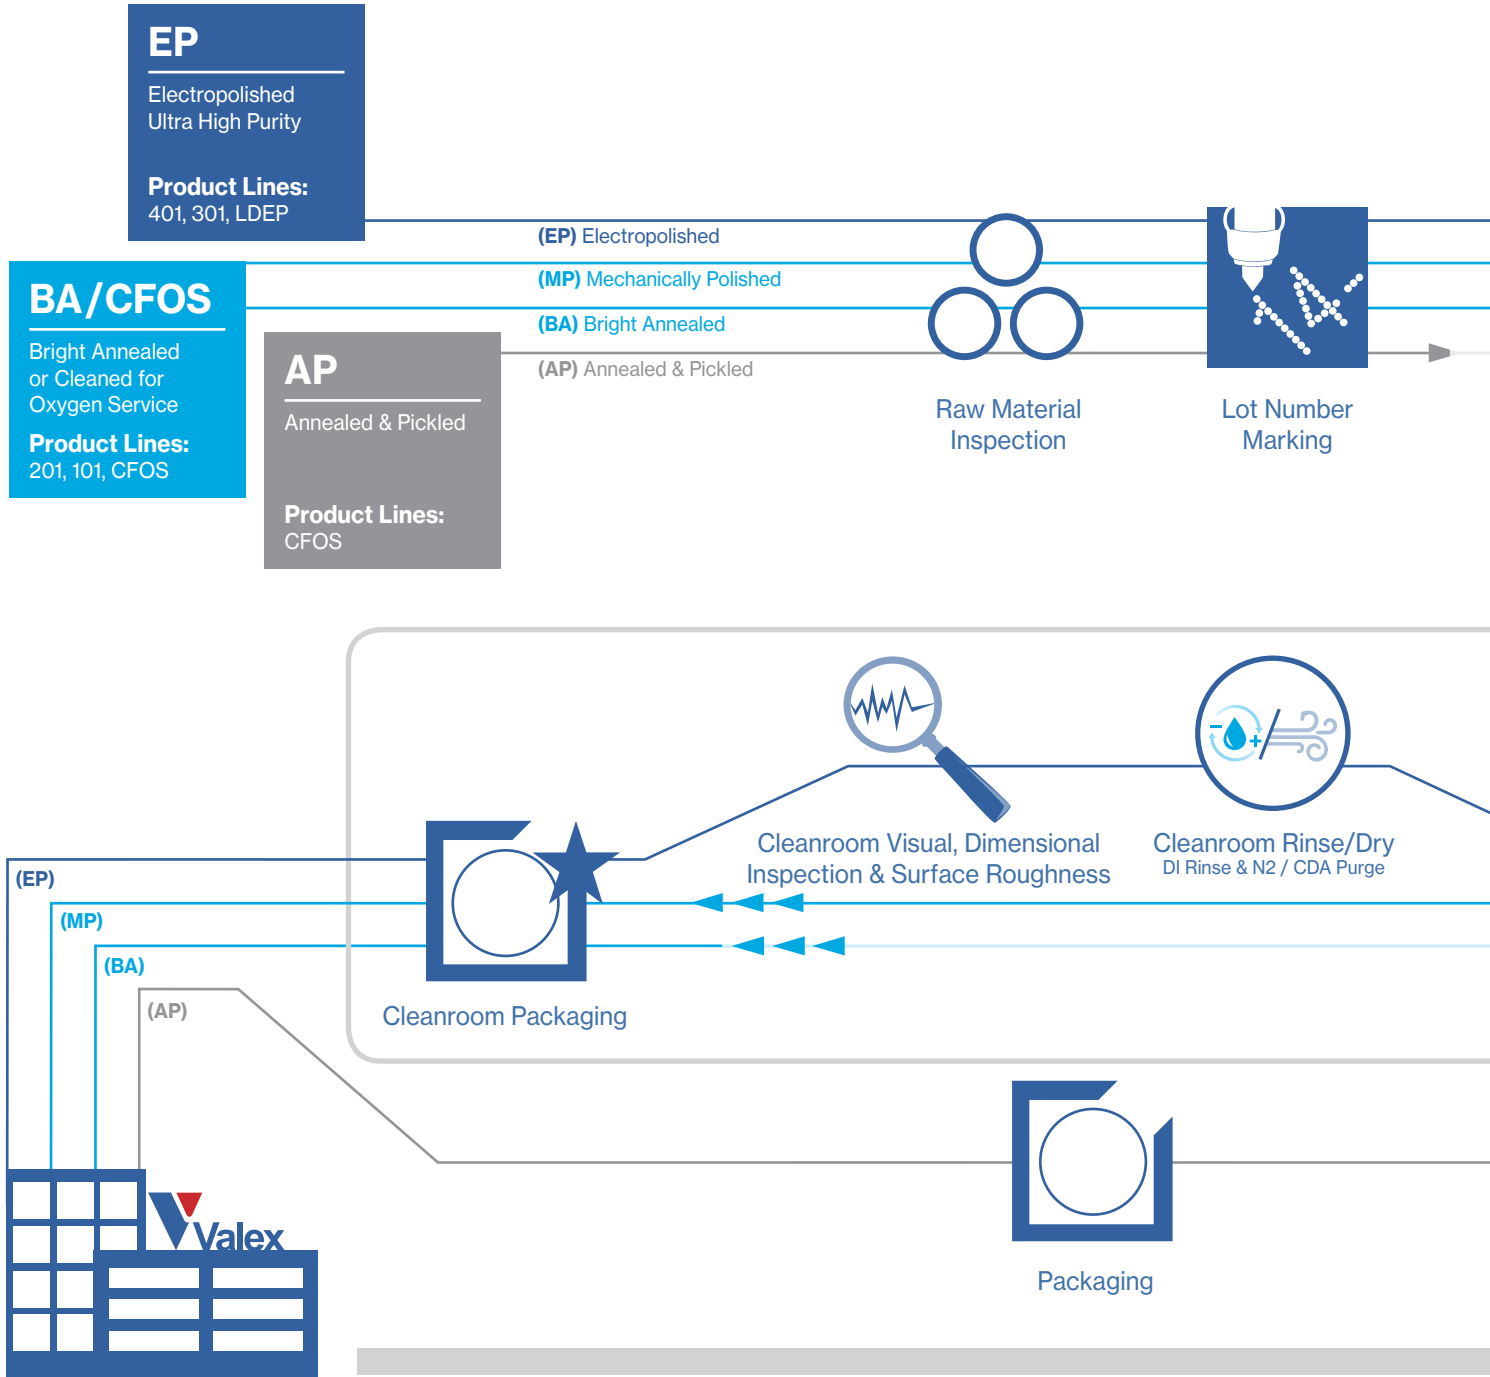 EP
Electropolished
Ultra High Purity
Product Lines:
401, 301, LDEP
BA/CFOS
Bright Annealed
or Cleaned for
Oxygen Service
Product Lines:
201, 101, CFOS
AP
Annealed & Pickled
Product Lines:
CFOS
(EP) Electropolished
(MP) Mechanically Polished
(BA) Bright Annealed
(AP) Annealed & Pickled
Raw Material
Inspection
Lot Number
Marking
Cleanroom Visual, Dimensional
Inspection & Surface Roughness
Cleanroom Rinse/Dry
DI Rinse & N2 / CDA Purge
(EP)
(MP)
(BA)
(AP)
Cleanroom Packaging
Packaging
Valex